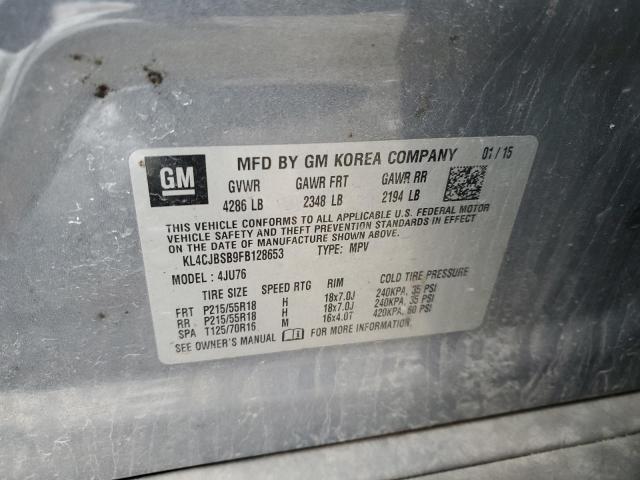 GM
MFD BY GM KOREA COMPANY 01/15
GVWR GAWR FRT GAWR RR
4286 LB 2348 LB 2194 LB
THIS VEHICLE CONFORMS TO ALL APPLICABLE U.S. FEDERAL MOTOR
VEHICLE SAFETY AND THEFT PREVENTION STANDARDS IN EFFECT
ON THE DATE OF MANUFACTURE SHOWN ABOVE.
KL4CJBSB9FB128653 TYPE: MPV
MODEL: 4JU76
TIRE SIZE SPEED RTG RIM COLD TIRE PRESSURE
FRT P215/55R18 H 18x7.0J 240KPA, 35 PSI
RR P215/55R18 H 18x7.0J 240KPA, 35 PSI
SPA T125/70R16 M 16x4.0T 420KPA, 60 PSI
SEE OWNER'S MANUAL FOR MORE INFORMATION.